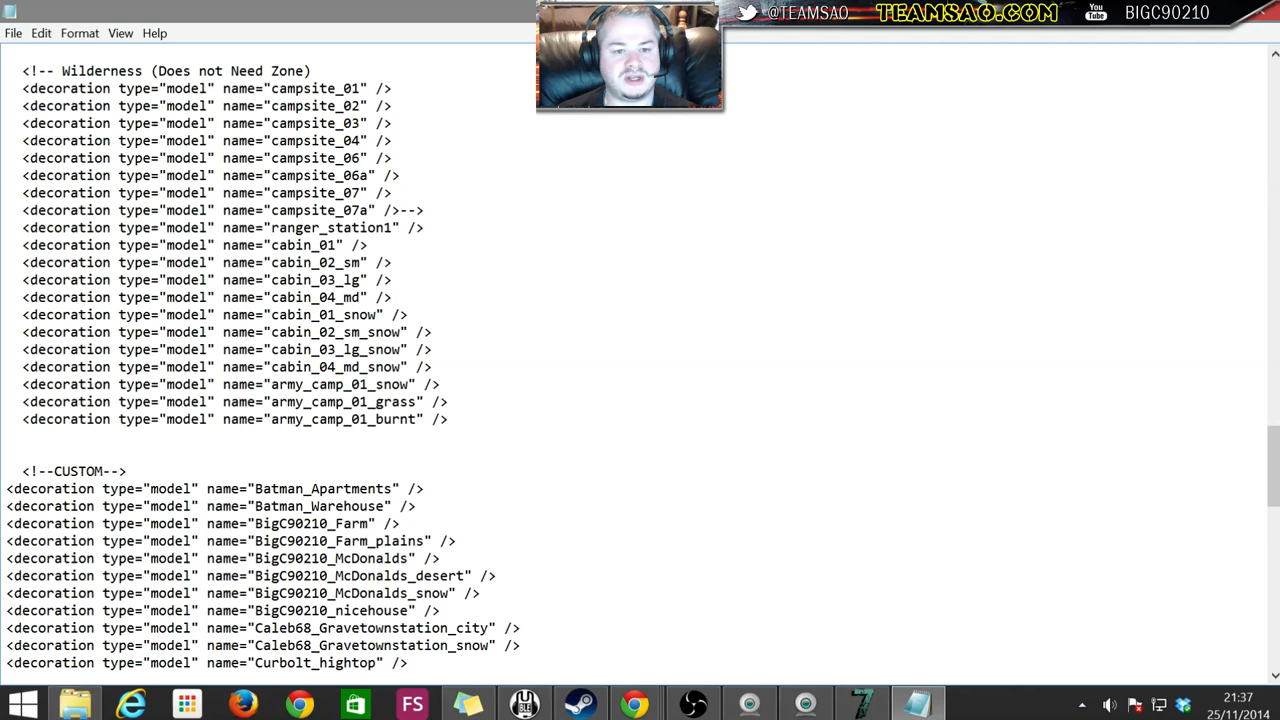 @TEAMSAO TEAMSAO.COM You Tube BIGC90210
File Edit Format View Help
<!-- Wilderness (Does not Need Zone)
<decoration type="model" name="campsite_01" />
<decoration type="model" name="campsite_02" />
<decoration type="model" name="campsite_03" />
<decoration type="model" name="campsite_04" />
<decoration type="model" name="campsite_06" />
<decoration type="model" name="campsite_06a" />
<decoration type="model" name="campsite_07" />
<decoration type="model" name="campsite_07a" />-->
<decoration type="model" name="ranger_station1" />
<decoration type="model" name="cabin_01" />
<decoration type="model" name="cabin_02_sm" />
<decoration type="model" name="cabin_03_lg" />
<decoration type="model" name="cabin_04_md" />
<decoration type="model" name="cabin_01_snow" />
<decoration type="model" name="cabin_02_sm_snow" />
<decoration type="model" name="cabin_03_lg_snow" />
<decoration type="model" name="cabin_04_md_snow" />
<decoration type="model" name="army_camp_01_snow" />
<decoration type="model" name="army_camp_01_grass" />
<decoration type="model" name="army_camp_01_burnt" />
<!--CUSTOM-->
<decoration type="model" name="Batman_Apartments" />
<decoration type="model" name="Batman_Warehouse" />
<decoration type="model" name="BigC90210_Farm" />
<decoration type="model" name="BigC90210_Farm_plains" />
<decoration type="model" name="BigC90210_McDonalds" />
<decoration type="model" name="BigC90210_McDonalds_desert" />
<decoration type="model" name="BigC90210_McDonalds_snow" />
<decoration type="model" name="BigC90210_nicehouse" />
<decoration type="model" name="Caleb68_Gravetownstation_city" />
<decoration type="model" name="Caleb68_Gravetownstation_snow" />
<decoration type="model" name="Curbolt_hightop" />
FS
BLE
7
21:37
25/11/2014